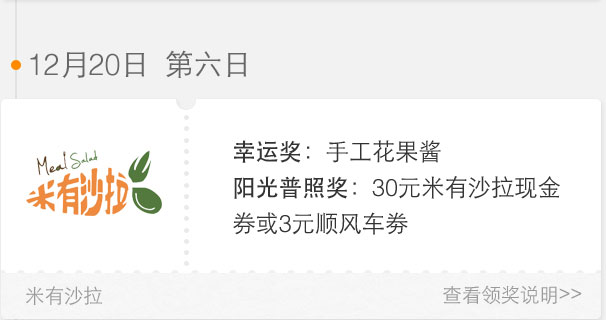 12月20日 第六日
Meal Salad
米有沙拉
幸运奖：手工花果酱
阳光普照奖：30元米有沙拉现金
券或3元顺风车券
米有沙拉
查看领奖说明>>